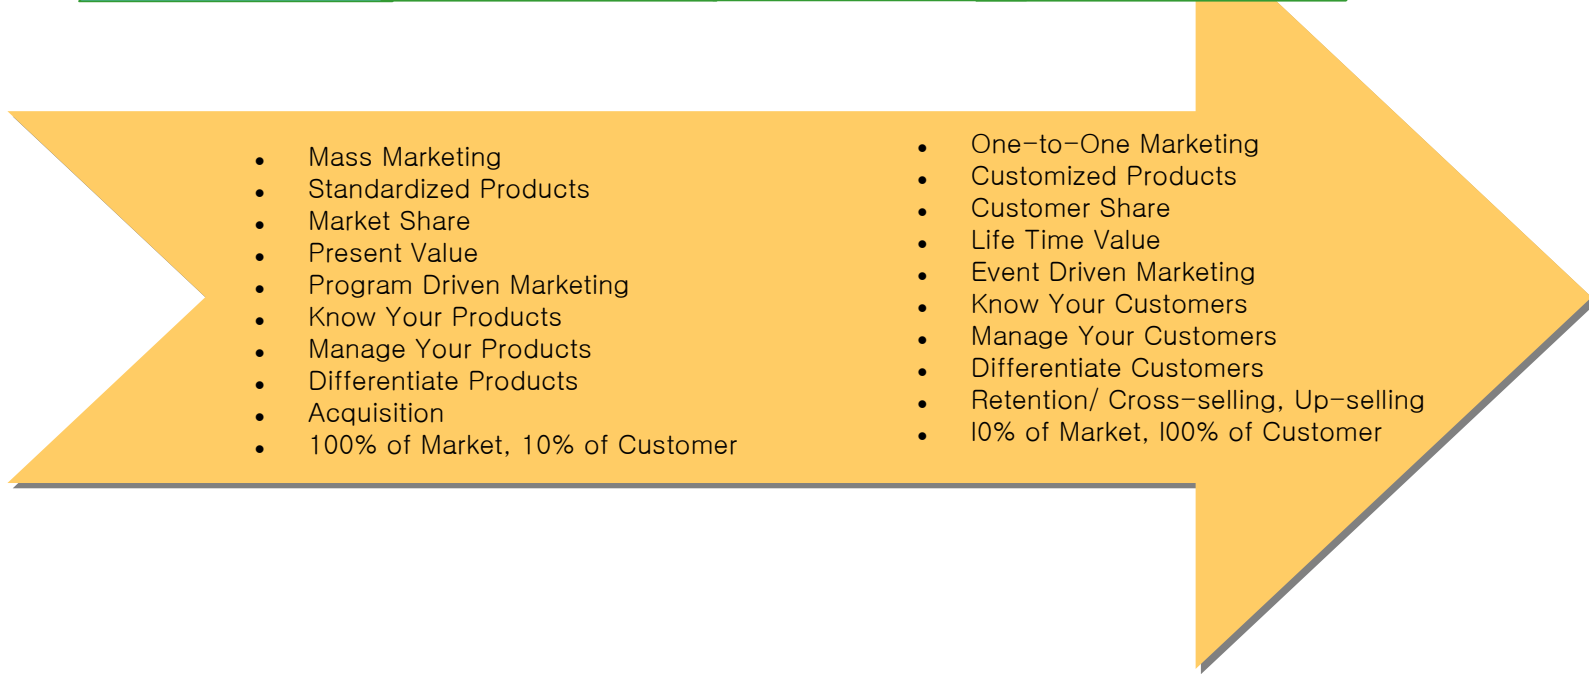 • Mass Marketing
• Standardized Products
• Market Share
• Present Value
• Program Driven Marketing
• Know Your Products
• Manage Your Products
• Differentiate Products
• Acquisition
• 100% of Market, 10% of Customer
• One-to-One Marketing
• Customized Products
• Customer Share
• Life Time Value
• Event Driven Marketing
• Know Your Customers
• Manage Your Customers
• Differentiate Customers
• Retention/ Cross-selling, Up-selling
• l0% of Market, l00% of Customer